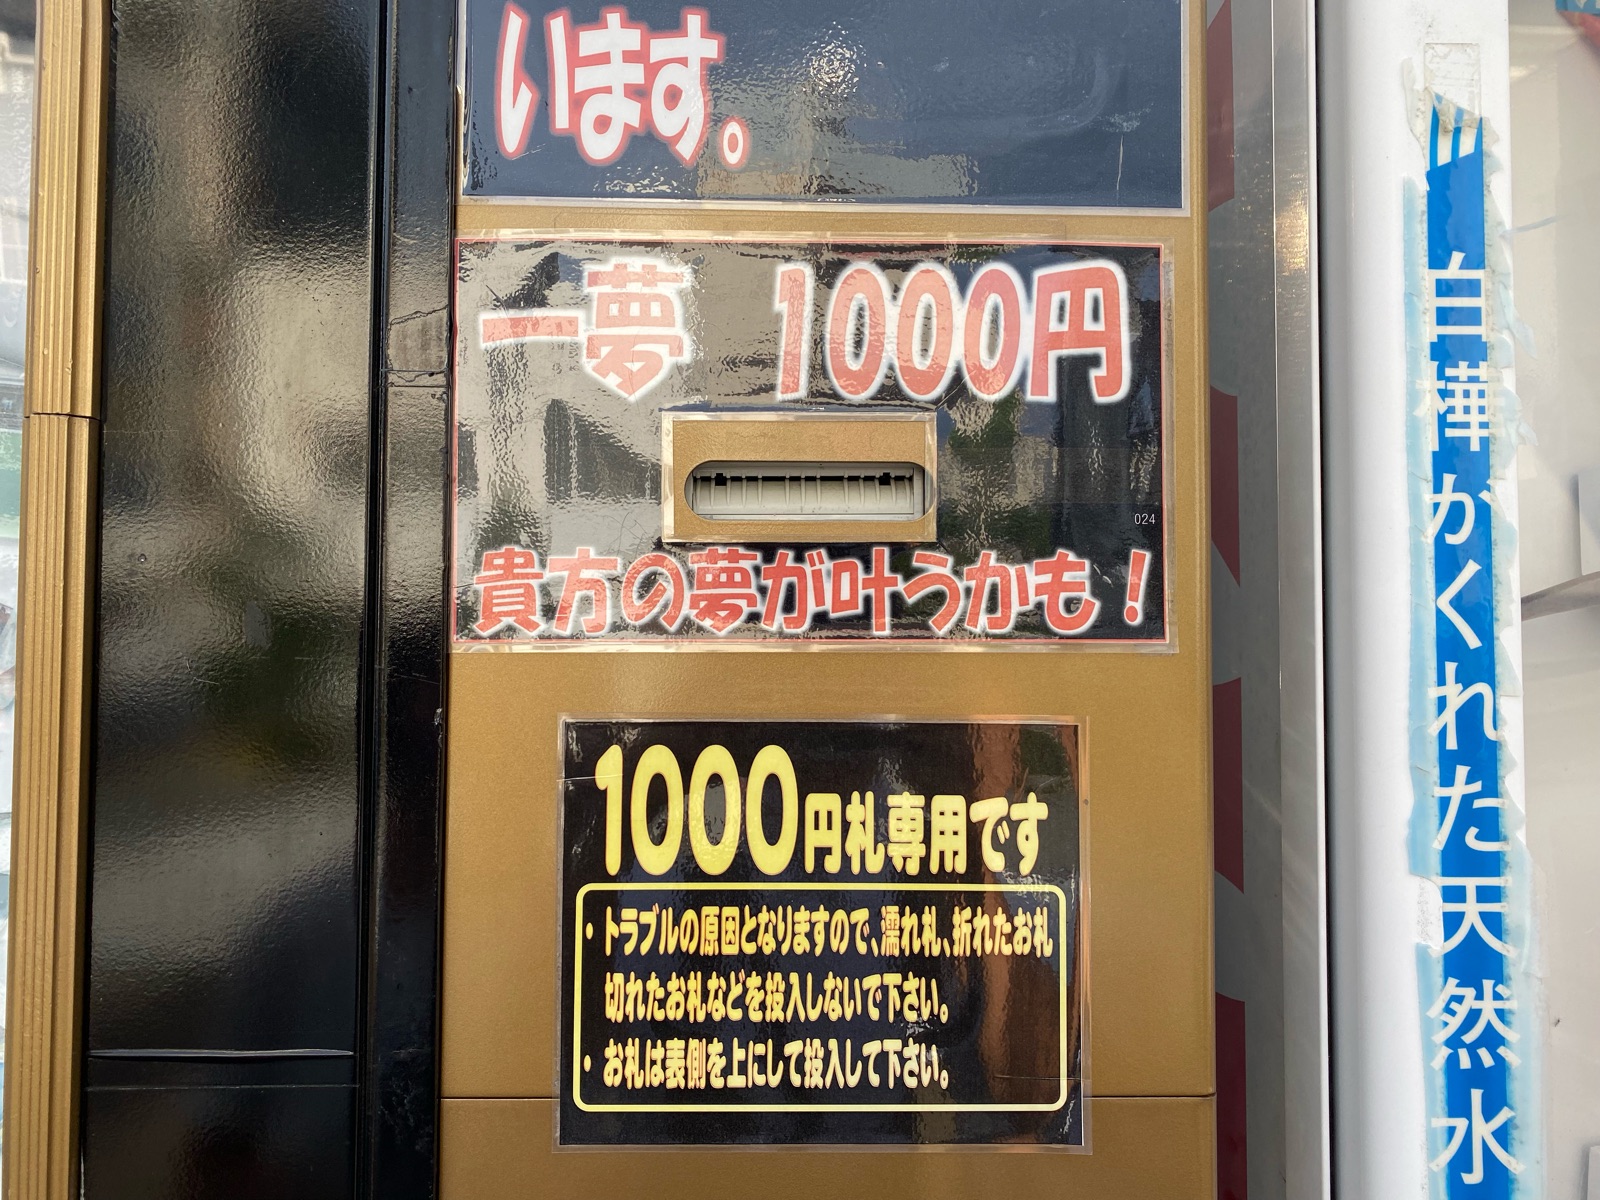 います。
一夢 1000円
024
貴方の夢が叶うかも！
1000円札専用です
・トラブルの原因となりますので、濡れ札、折れたお札
切れたお札などを投入しないで下さい。
・お札は表側を上にして投入して下さい。
白樺がくれた天然水